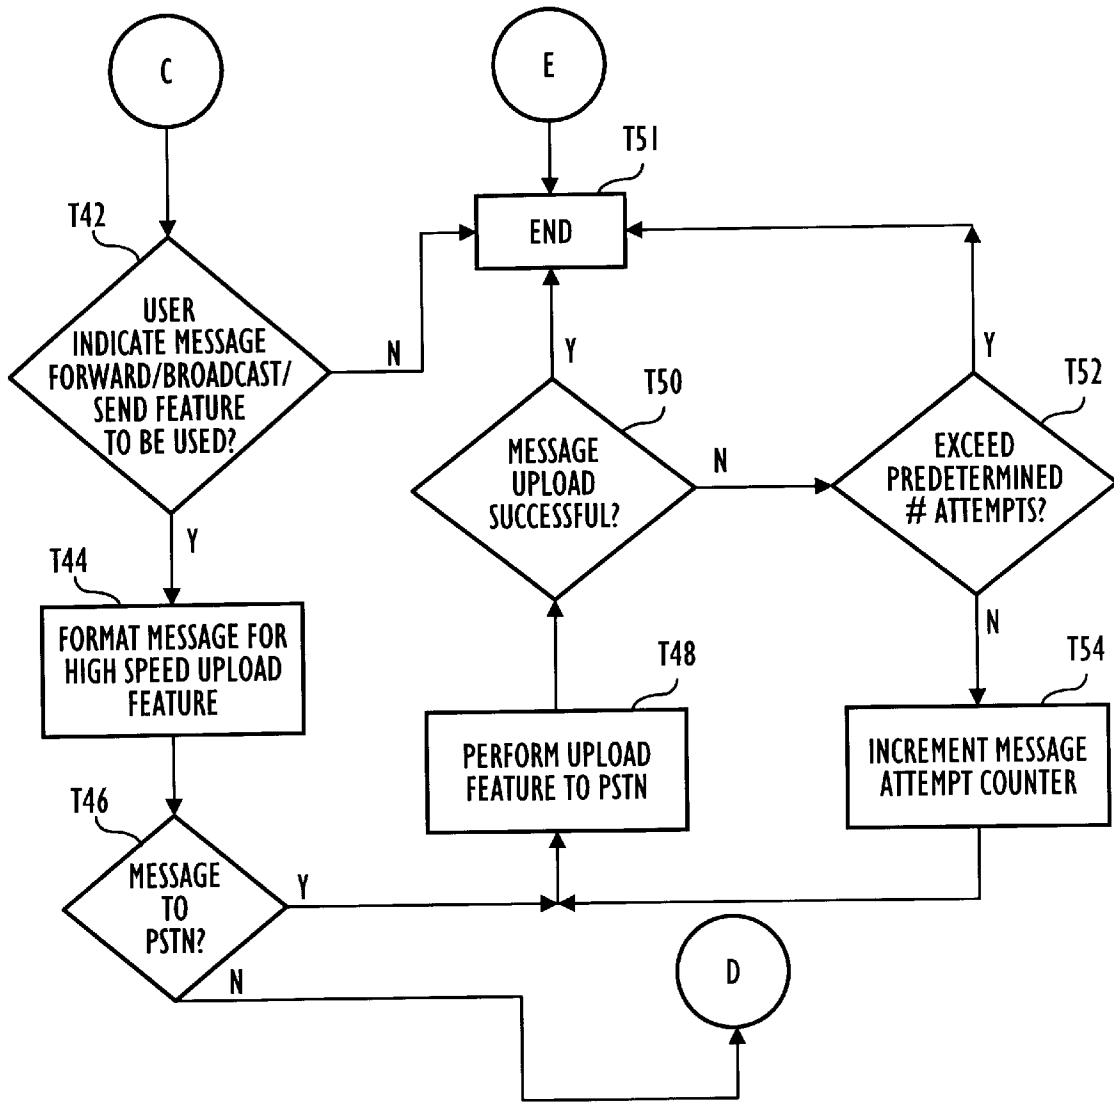 C
E
T51
END
T42
USER
INDICATE MESSAGE
FORWARD/BROADCAST/
SEND FEATURE
TO BE USED?
N
Y
T50
MESSAGE
UPLOAD
SUCCESSFUL?
Y
N
T52
EXCEED
PREDETERMINED
# ATTEMPTS?
Y
N
T44
FORMAT MESSAGE FOR
HIGH SPEED UPLOAD
FEATURE
T48
PERFORM UPLOAD
FEATURE TO PSTN
T54
INCREMENT MESSAGE
ATTEMPT COUNTER
T46
MESSAGE
TO
PSTN?
Y
N
D